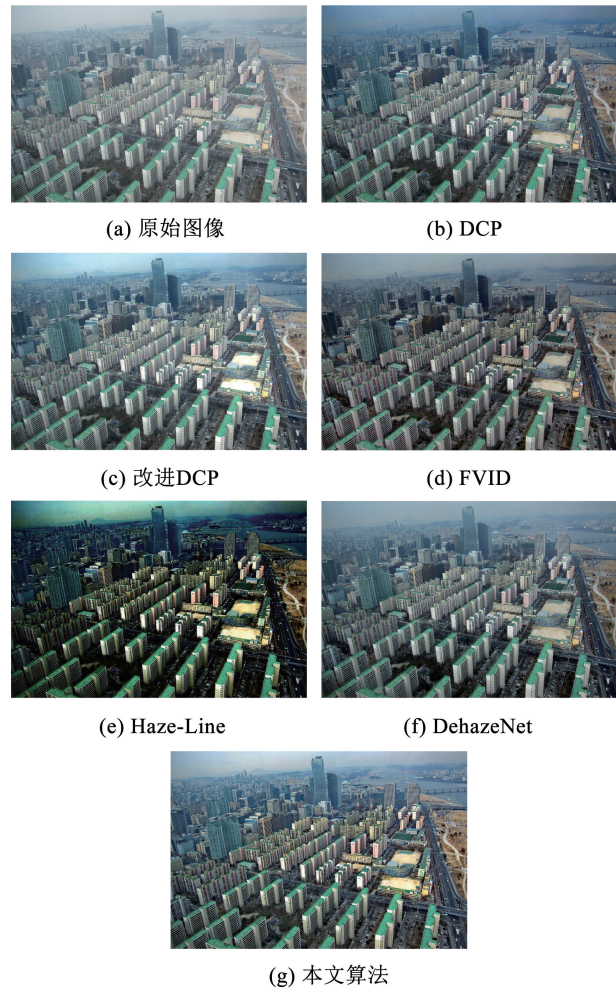 (a) 原始图像
(b) DCP
(c) 改进DCP
(d) FVID
(e) Haze-Line
(f) DehazeNet
(g) 本文算法